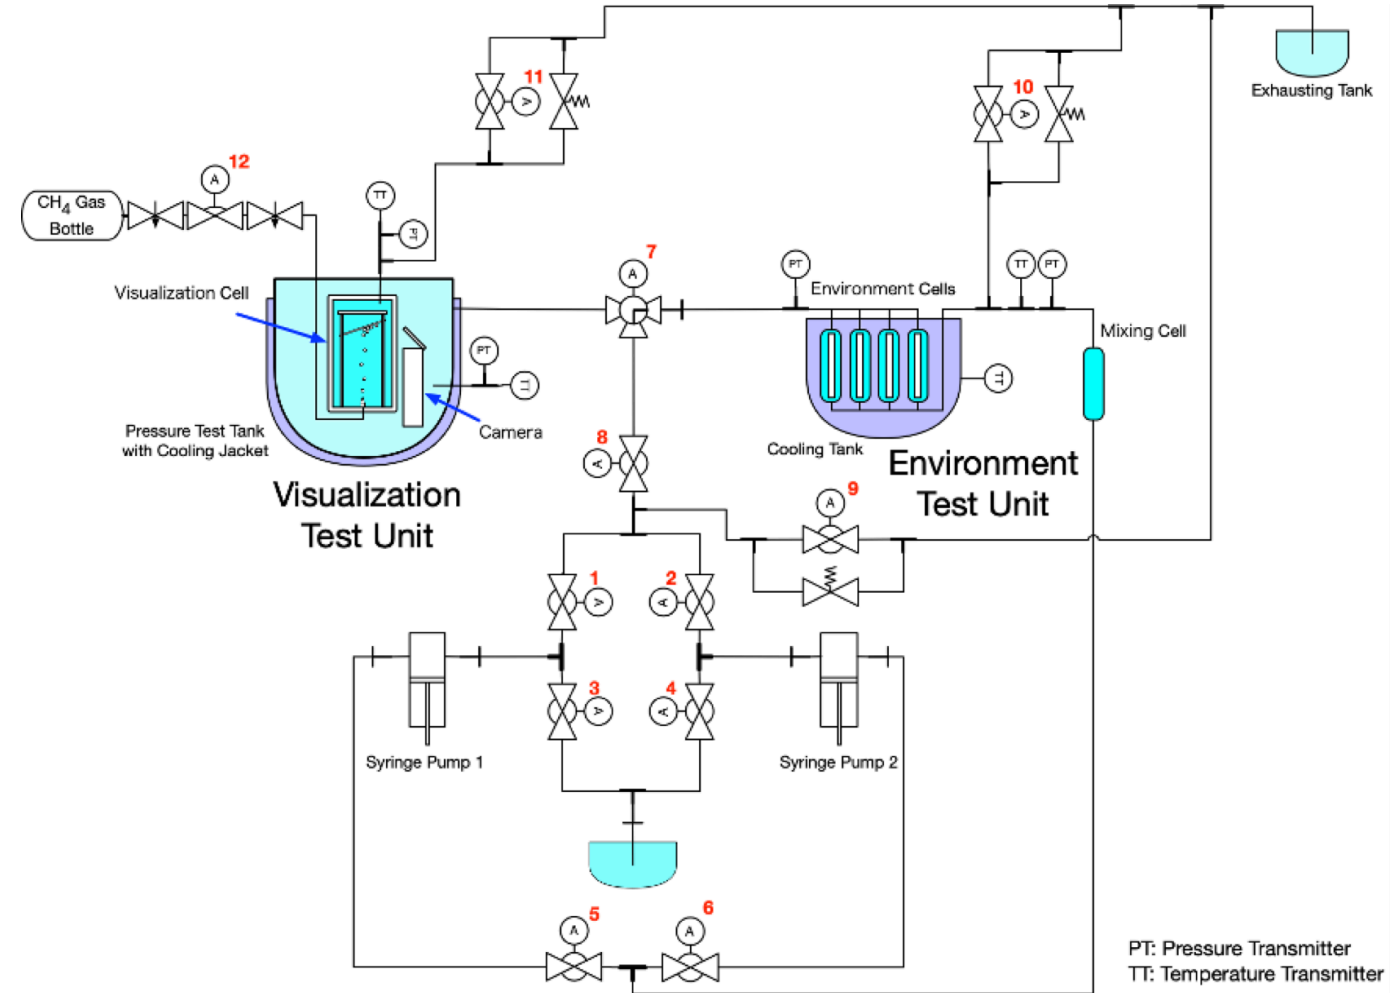 Exhausting Tank
11
A
10
A
12
A
CH4 Gas
Bottle
TT
PT
7
A
PT
TT
PT
Visualization Cell
Environment Cells
Mixing Cell
PT
TT
TT
Camera
Pressure Test Tank
with Cooling Jacket
8
A
Cooling Tank
Visualization
Test Unit
Environment
Test Unit
9
A
1
A
2
A
3
A
4
A
Syringe Pump 1
Syringe Pump 2
5
A
6
A
PT: Pressure Transmitter
TT: Temperature Transmitter